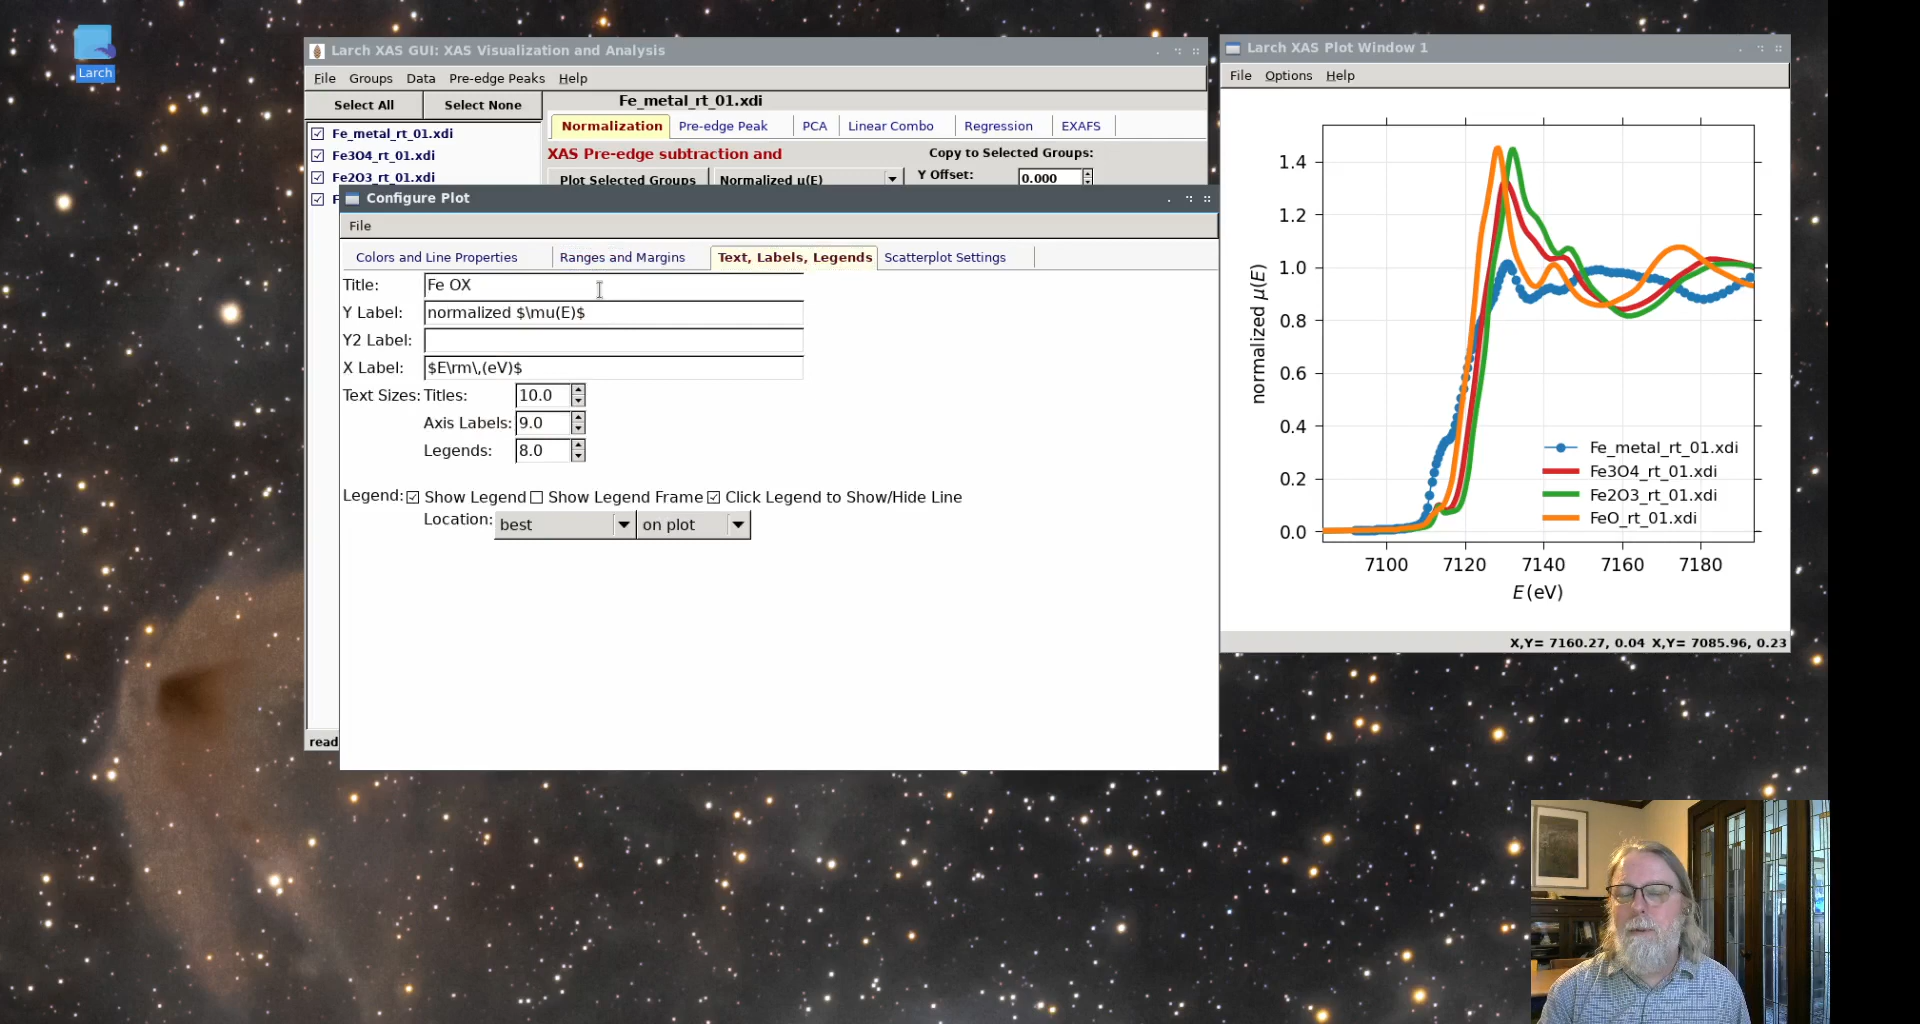 Larch
Larch XAS GUI: XAS Visualization and Analysis
File Groups Data Pre-edge Peaks Help
Select All Select None
Fe_metal_rt_01.xdi
Fe3O4_rt_01.xdi
Fe2O3_rt_01.xdi
F
read
Fe_metal_rt_01.xdi
Normalization Pre-edge Peak PCA Linear Combo Regression EXAFS
XAS Pre-edge subtraction and Copy to Selected Groups:
Plot Selected Groups Normalized μ(E) Y Offset: 0.000
Configure Plot
File
Colors and Line Properties Ranges and Margins Text, Labels, Legends Scatterplot Settings
Title: Fe OX
Y Label: normalized $\mu(E)$
Y2 Label:
X Label: $E\rm\,(eV)$
Text Sizes: Titles: 10.0
Axis Labels: 9.0
Legends: 8.0
Legend: Show Legend Show Legend Frame Click Legend to Show/Hide Line
Location: best on plot
Larch XAS Plot Window 1
File Options Help
normalized μ(E)
1.4
1.2
1.0
0.8
0.6
0.4
0.2
0.0
Fe_metal_rt_01.xdi
Fe3O4_rt_01.xdi
Fe2O3_rt_01.xdi
FeO_rt_01.xdi
7100 7120 7140 7160 7180
E (eV)
X,Y= 7160.27, 0.04 X,Y= 7085.96, 0.23